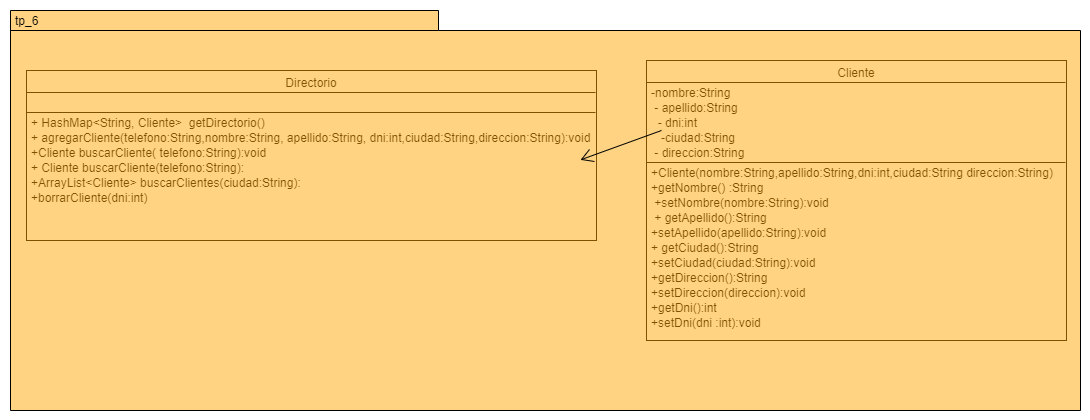 tp_6
Directorio
+ HashMap<String, Cliente>  getDirectorio()
+ agregarCliente(telefono:String,nombre:String, apellido:String, dni:int,ciudad:String,direccion:String):void
+Cliente buscarCliente( telefono:String):void
+ Cliente buscarCliente(telefono:String):
+ArrayList<Cliente> buscarClientes(ciudad:String):
+borrarCliente(dni:int)
Cliente
-nombre:String
- apellido:String
- dni:int
-ciudad:String
- direccion:String
+Cliente(nombre:String,apellido:String,dni:int,ciudad:String direccion:String)
+getNombre() :String
+setNombre(nombre:String):void
+ getApellido():String
+setApellido(apellido:String):void
+ getCiudad():String
+setCiudad(ciudad:String):void
+getDireccion():String
+setDireccion(direccion):void
+getDni():int
+setDni(dni :int):void